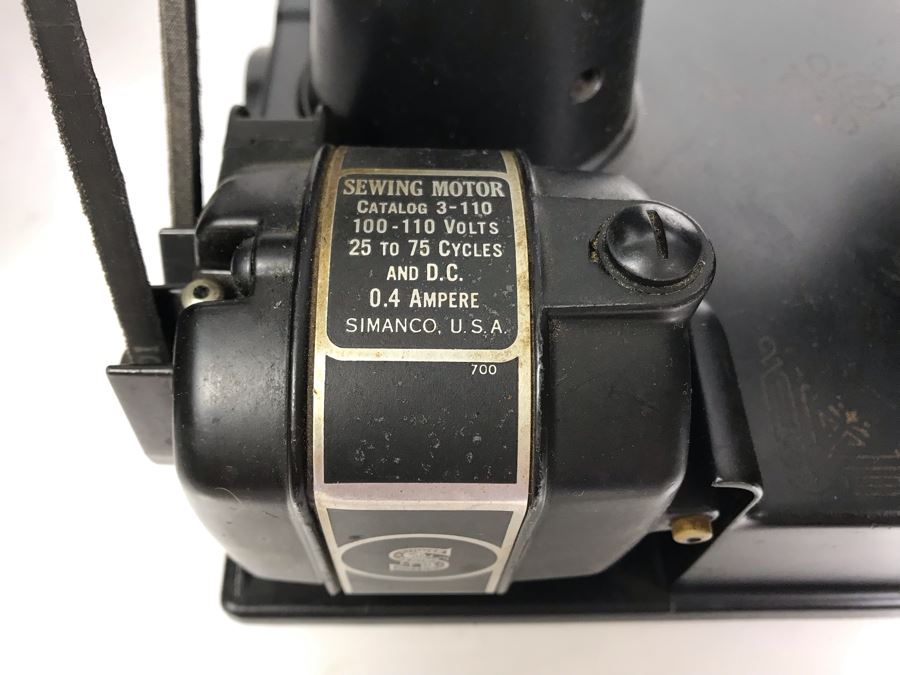 SEWING MOTOR
CATALOG 3-110
100-110 VOLTS
25 TO 75 CYCLES
AND D.C.
0.4 AMPERE
SIMANCO, U.S.A.
700
S